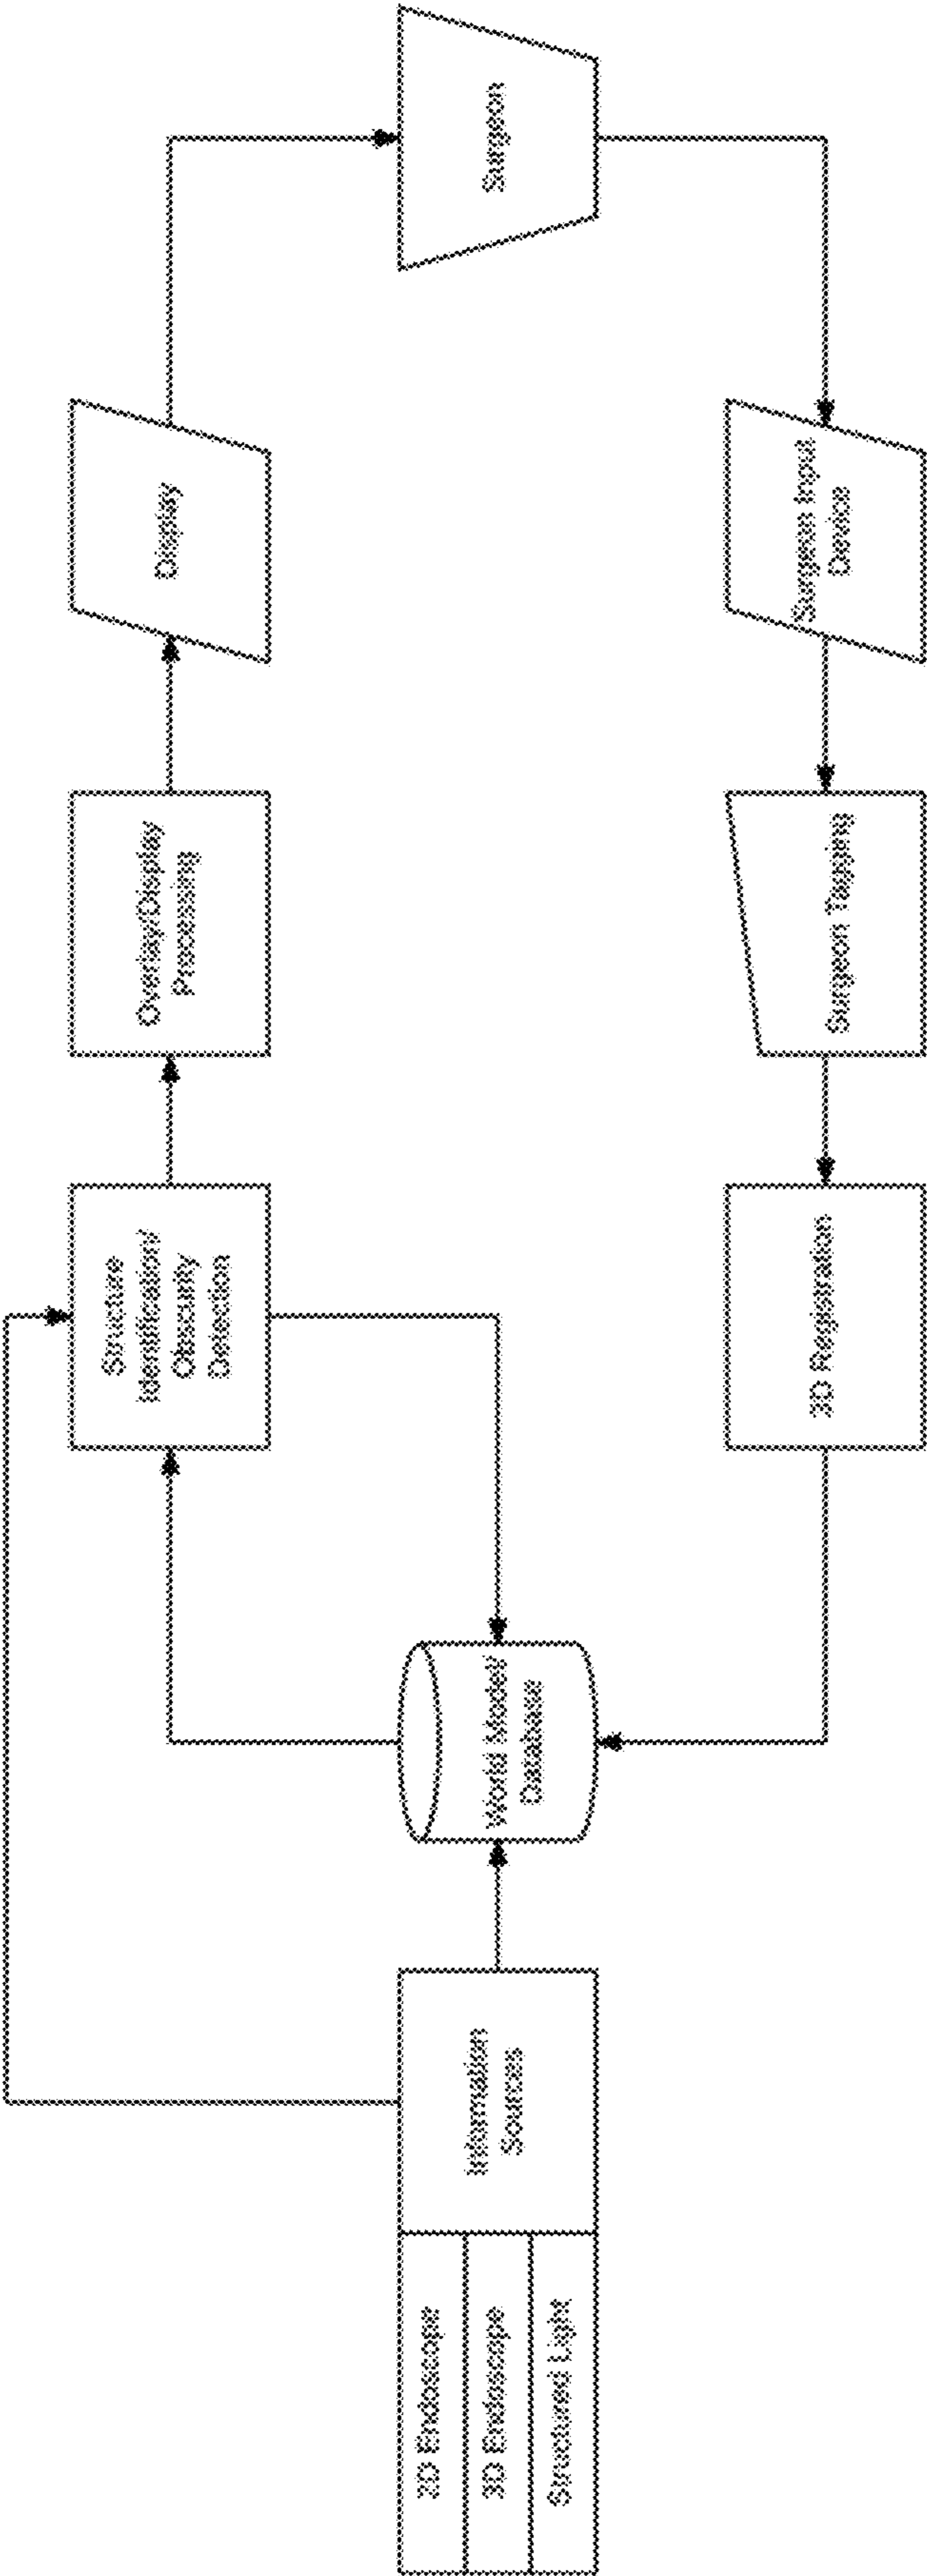 2D Endoscope
3D Endoscope
Structured Light
Information
Sources
World Model/
Database
Structure
Identification/
Obscurity
Detection
Overlay/Display
Processing
Display
Surgeon
Surgeon Input
Device
Surgeon Tagging
3D Registration